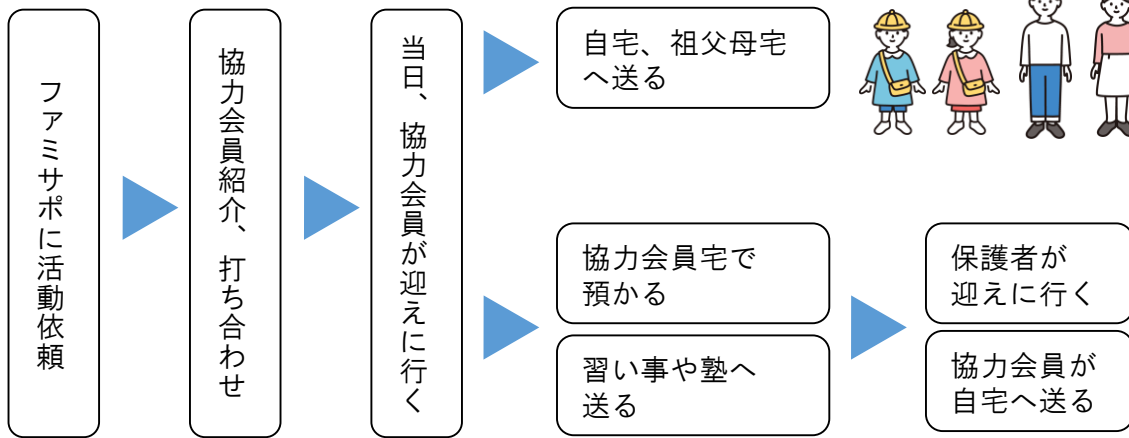 ファミサポに活動依頼
協力会員紹介、打ち合わせ
当日、協力会員が迎えに行く
自宅、祖父母宅
へ送る
協力会員宅で
預かる
習い事や塾へ
送る
保護者が
迎えに行く
協力会員が
自宅へ送る